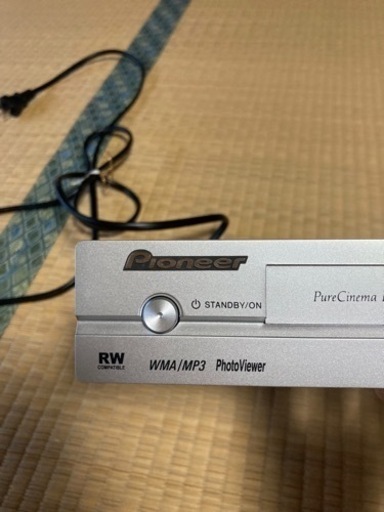 Pioneer
STANDBY/ON
PureCinema
RW
COMPATIBLE
WMA/MP3 PhotoViewer